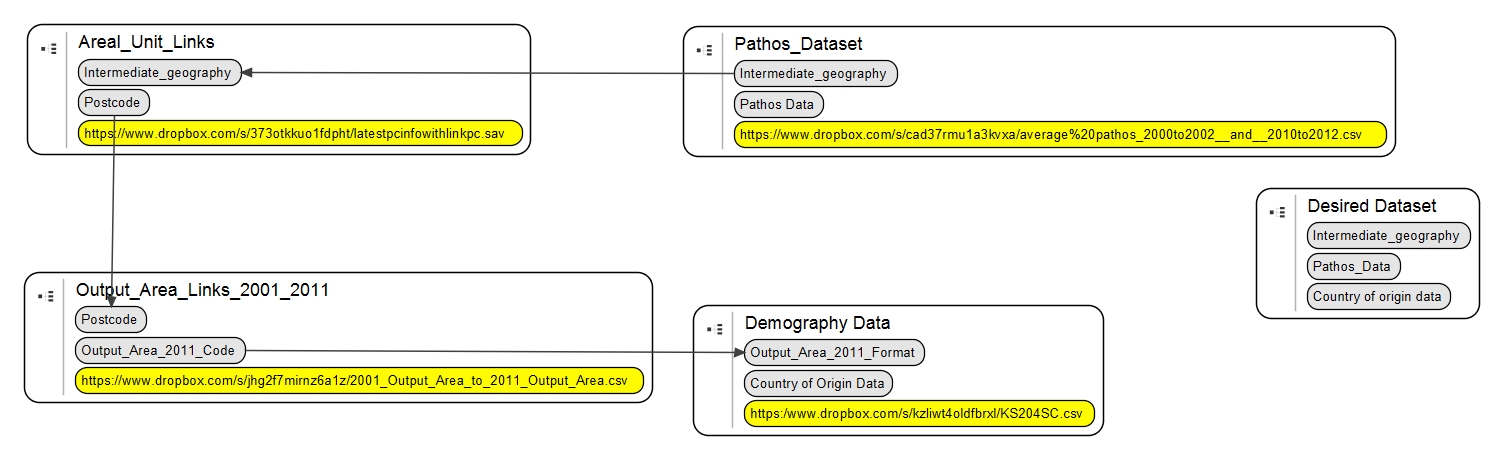 Areal_Unit_Links
Intermediate_geography
Postcode
https://www.dropbox.com/s/373otkkuo1fdpht/latestpcinfowithlinkpc.sav
Pathos_Dataset
Intermediate_geography
Pathos Data
https://www.dropbox.com/s/cad37rmu1a3kvxa/average%20pathos_2000to2002__and__2010to2012.csv
Desired Dataset
Intermediate_geography
Pathos_Data
Country of origin data
Output_Area_Links_2001_2011
Postcode
Output_Area_2011_Code
https://www.dropbox.com/s/jhg2f7mirnz6a1z/2001_Output_Area_to_2011_Output_Area.csv
Demography Data
Output_Area_2011_Format
Country of Origin Data
https:/www.dropbox.com/s/kzliwt4oldfbrxl/KS204SC.csv